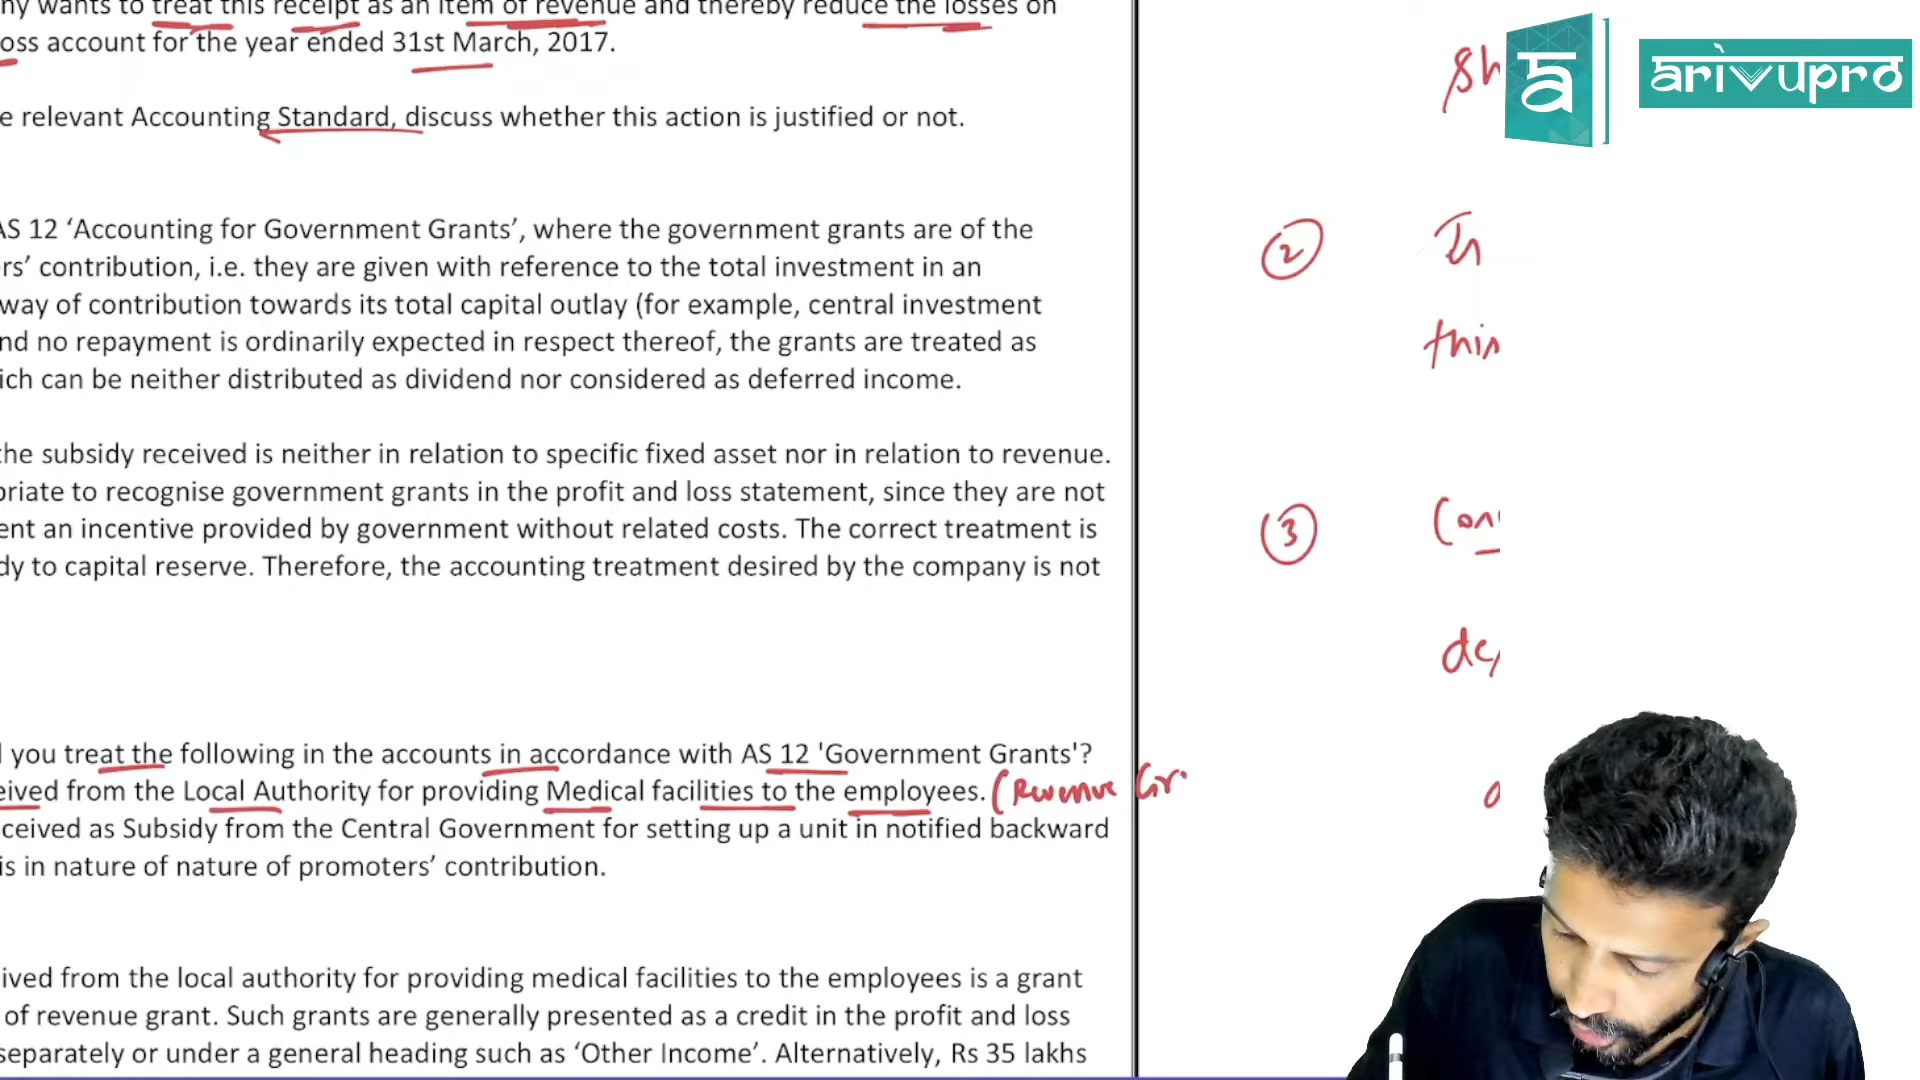 ny wants to treat this receipt as an item of revenue and thereby reduce the losses on
oss account for the year ended 31st March, 2017.
e relevant Accounting Standard, discuss whether this action is justified or not.
AS 12 ‘Accounting for Government Grants’, where the government grants are of the
rs’ contribution, i.e. they are given with reference to the total investment in an
way of contribution towards its total capital outlay (for example, central investment
nd no repayment is ordinarily expected in respect thereof, the grants are treated as
ich can be neither distributed as dividend nor considered as deferred income.
the subsidy received is neither in relation to specific fixed asset nor in relation to revenue.
priate to recognise government grants in the profit and loss statement, since they are not
ent an incentive provided by government without related costs. The correct treatment is
dy to capital reserve. Therefore, the accounting treatment desired by the company is not
l you treat the following in the accounts in accordance with AS 12 'Government Grants'?
eived from the Local Authority for providing Medical facilities to the employees. (Revenue Gr
ceived as Subsidy from the Central Government for setting up a unit in notified backward
is in nature of nature of promoters’ contribution.
ived from the local authority for providing medical facilities to the employees is a grant
of revenue grant. Such grants are generally presented as a credit in the profit and loss
separately or under a general heading such as ‘Other Income’. Alternatively, Rs 35 lakhs
Sh
arivupro
2 In
this
3 Con